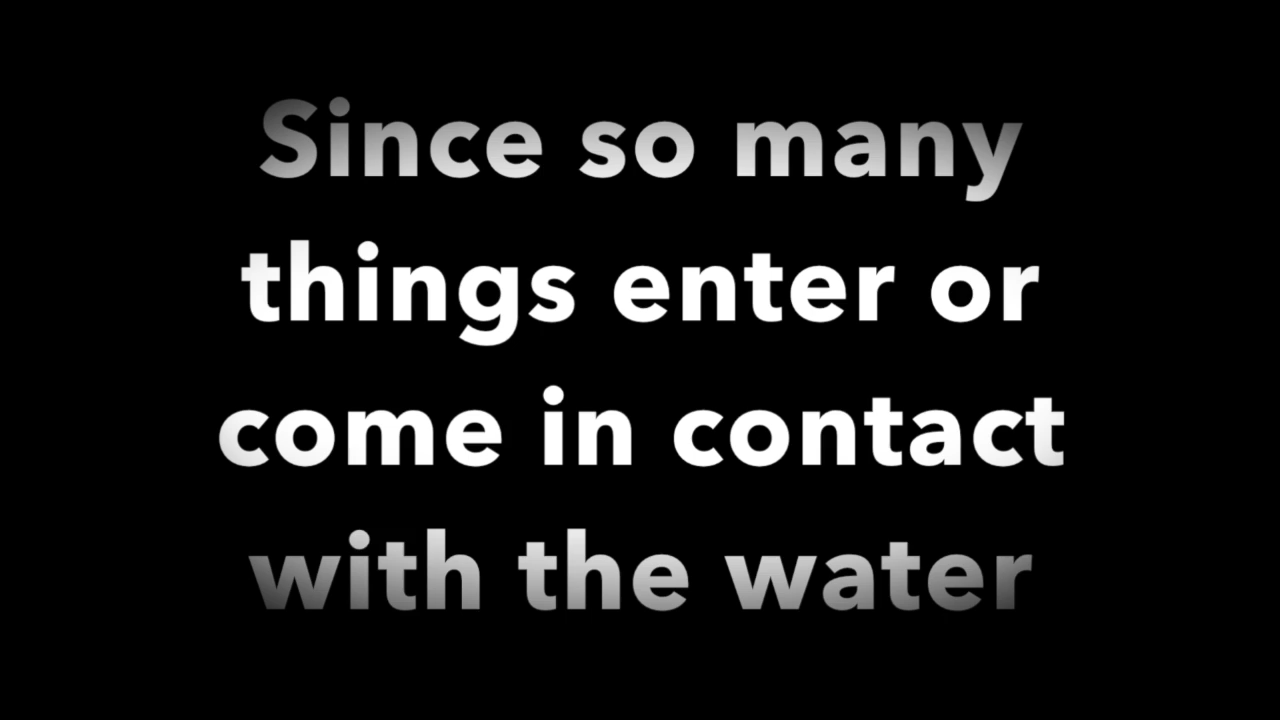 Since so many
things enter or
come in contact
with the water